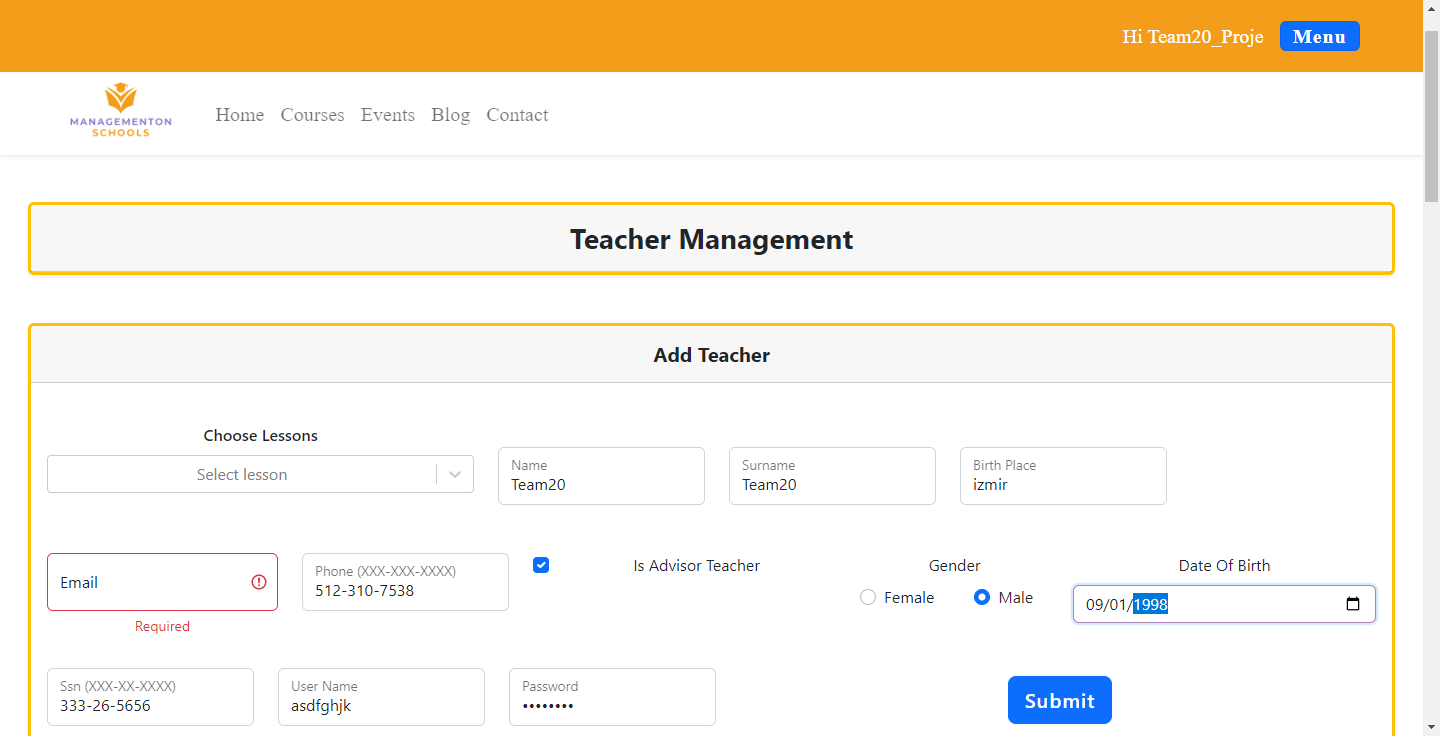 Hi Team20_Proje Menu
MANAGEMENTON
SCHOOLS
Home Courses Events Blog Contact
Teacher Management
Add Teacher
Choose Lessons
Select lesson
Name
Team20
Surname
Team20
Birth Place
izmir
Email
Required
Phone (XXX-XXX-XXXX)
512-310-7538
Is Advisor Teacher
Gender
Female Male
Date Of Birth
09/01/1998
Ssn (XXX-XX-XXXX)
333-26-5656
User Name
asdfghjk
Password
••••••••
Submit